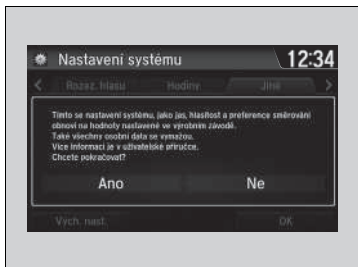 Nastavení systému 12:34
Rozez. hlasu Hodiny Jiné
Tímto se nastavení systému, jako jas, hlasitost a preference směrování
obnoví na hodnoty nastavené ve výrobním závodě.
Také všechny osobní data se vymažou.
Více informací je v uživatelské příručce.
Chcete pokračovat?
Ano Ne
Vých. nast. OK